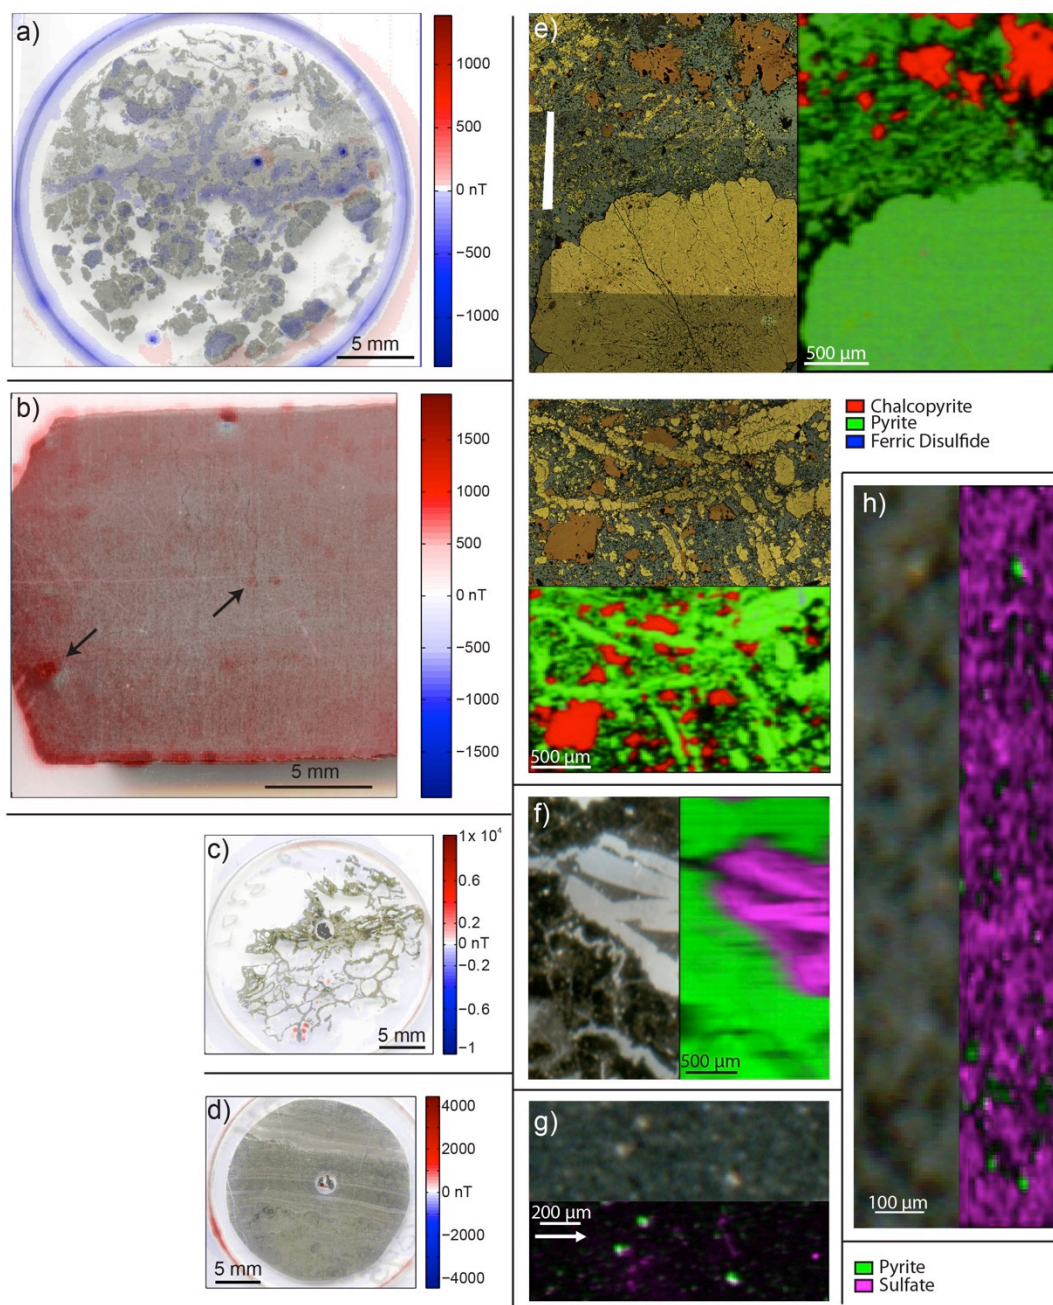 a)
1000
500
0 nT
−500
−1000
5 mm
b)
1500
1000
500
0 nT
−500
−1000
−1500
5 mm
c)
1x 10⁴
0.6
0.2
0 nT
−0.2
−0.6
−1
5 mm
d)
4000
2000
0 nT
−2000
−4000
5 mm
e)
500 µm
Chalcopyrite
Pyrite
Ferric Disulfide
500 µm
f)
500 µm
g)
200 µm
h)
100 µm
Pyrite
Sulfate